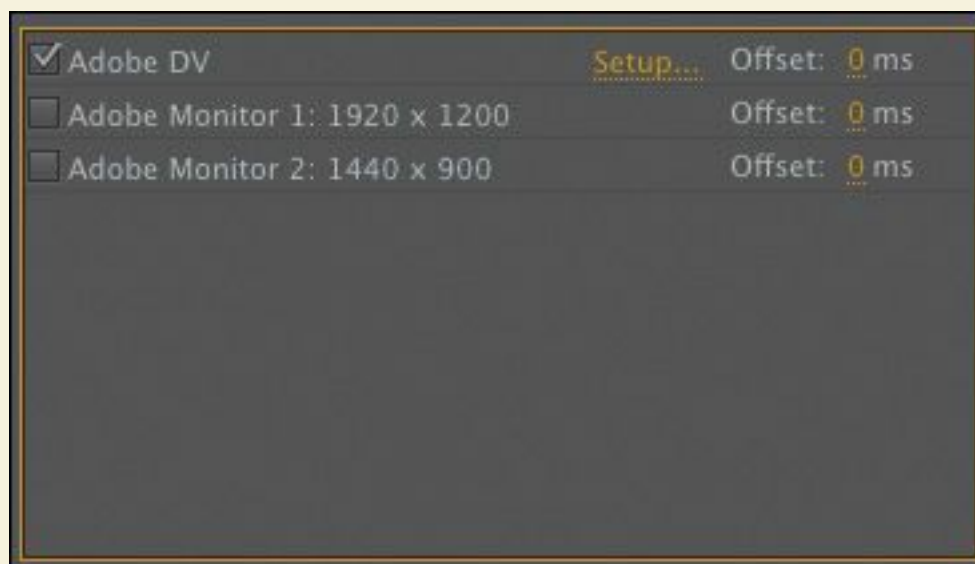 Adobe DV Setup... Offset: 0 ms
Adobe Monitor 1: 1920 x 1200 Offset: 0 ms
Adobe Monitor 2: 1440 x 900 Offset: 0 ms